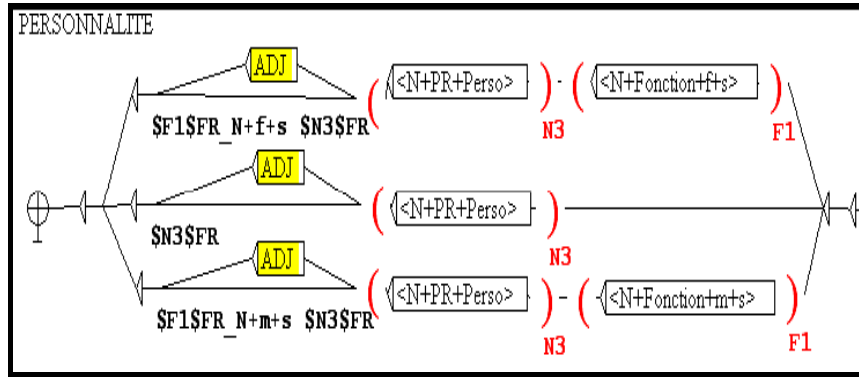 PERSONNALITE
ADJ
( <N+PR+Perso> ) - ( <N+Fonction+f+s> )
N3 F1
$F1$FR_N+f+s $N3$FR
ADJ
( <N+PR+Perso> )
N3
$N3$FR
ADJ
( <N+PR+Perso> ) - ( <N+Fonction+m+s> )
N3 F1
$F1$FR_N+m+s $N3$FR